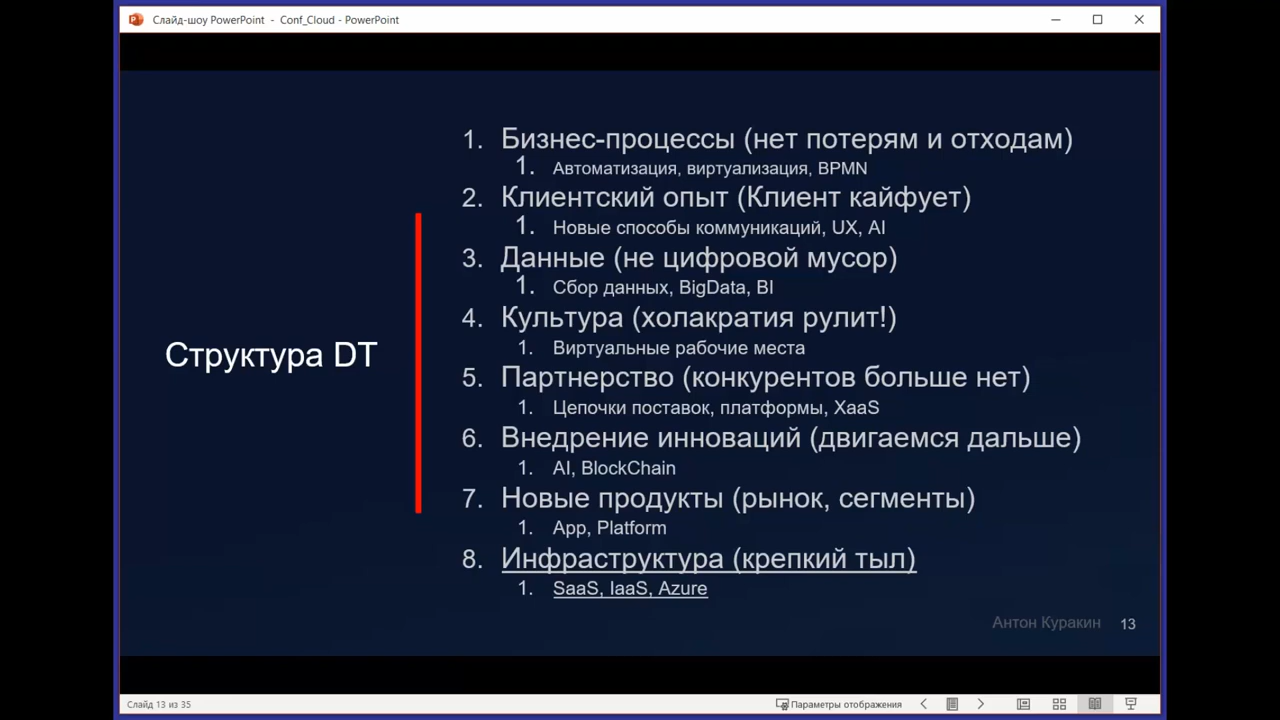 Слайд-шоу PowerPoint - Conf_Cloud - PowerPoint
1. Бизнес-процессы (нет потерям и отходам)
1. Автоматизация, виртуализация, BPMN
2. Клиентский опыт (Клиент кайфует)
1. Новые способы коммуникаций, UX, AI
3. Данные (не цифровой мусор)
1. Сбор данных, BigData, BI
4. Культура (холакратия рулит!)
1. Виртуальные рабочие места
Структура DT
5. Партнерство (конкурентов больше нет)
1. Цепочки поставок, платформы, XaaS
6. Внедрение инноваций (двигаемся дальше)
1. AI, BlockChain
7. Новые продукты (рынок, сегменты)
1. App, Platform
8. Инфраструктура (крепкий тыл)
1. SaaS, IaaS, Azure
Антон Куракин 13
Слайд 13 из 35 Параметры отображения